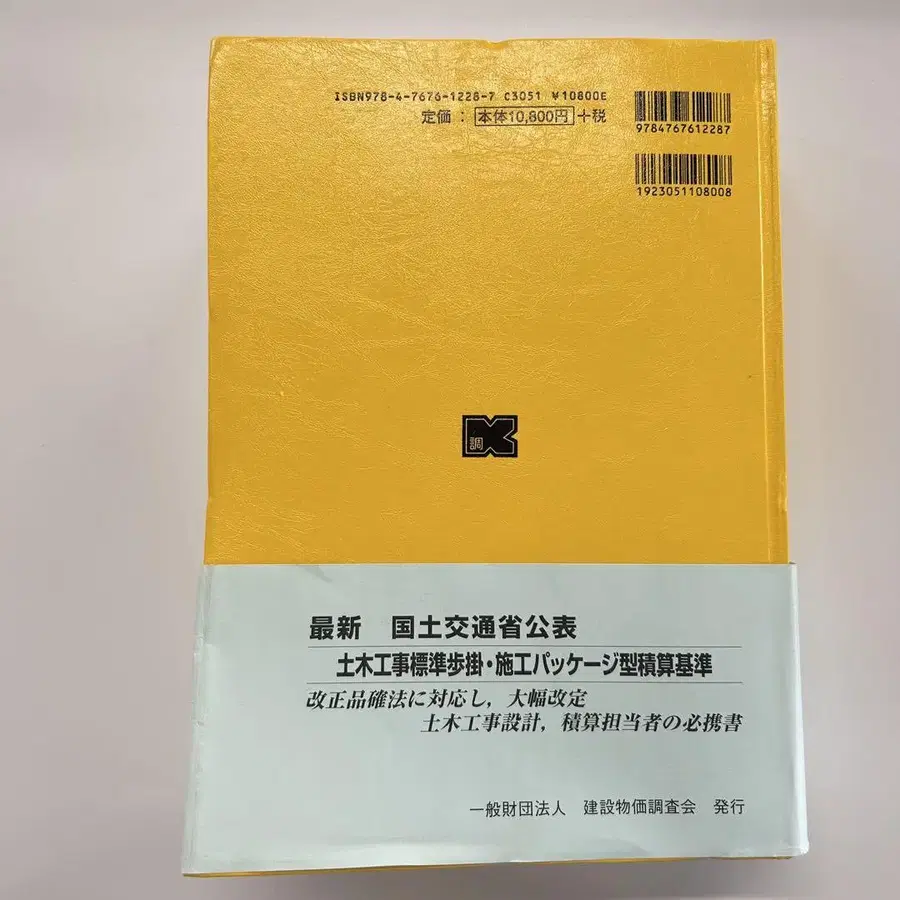 ISBN978-4-7676-1228-7 C3051 ¥10800E
定価：本体10,800円+税
9784767612287
1923051108008
調
最新　国土交通省公表
土木工事標準歩掛・施工パッケージ型積算基準
改正品確法に対応し，大幅改定
土木工事設計，積算担当者の必携書
一般財団法人　建設物価調査会　発行